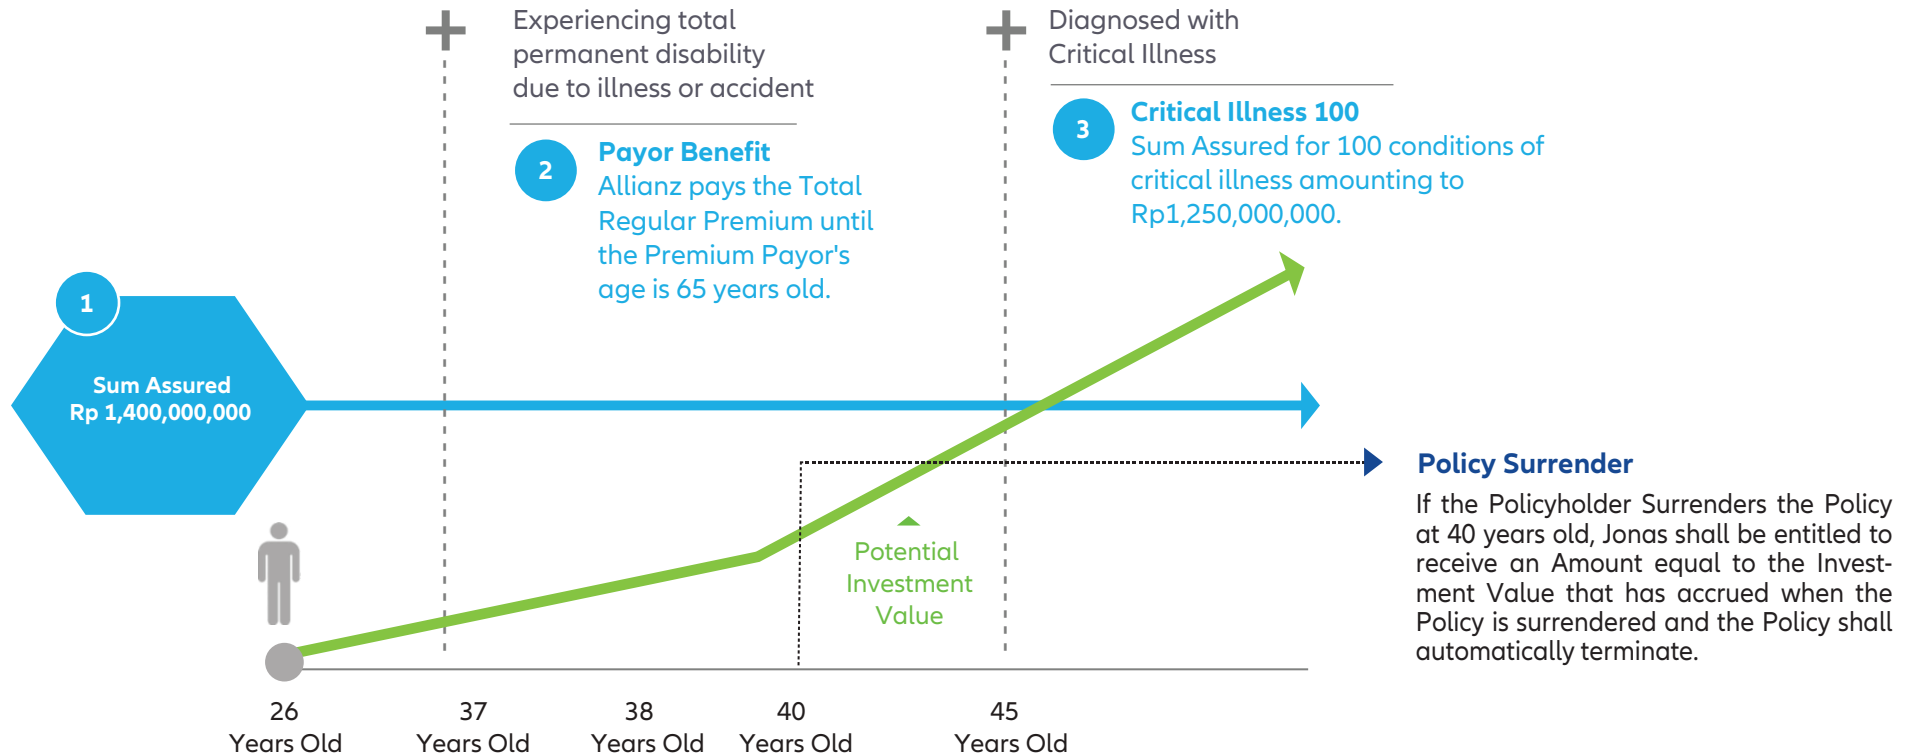 Experiencing total
permanent disability
due to illness or accident
2
Payor Benefit
Allianz pays the Total
Regular Premium until
the Premium Payor's
age is 65 years old.
Diagnosed with
Critical Illness
3
Critical Illness 100
Sum Assured for 100 conditions of
critical illness amounting to
Rp1,250,000,000.
1
Sum Assured
Rp 1,400,000,000
Potential
Investment
Value
Policy Surrender
If the Policyholder Surrenders the Policy
at 40 years old, Jonas shall be entitled to
receive an Amount equal to the Invest-
ment Value that has accrued when the
Policy is surrendered and the Policy shall
automatically terminate.
26
Years Old
37
Years Old
38
Years Old
40
Years Old
45
Years Old